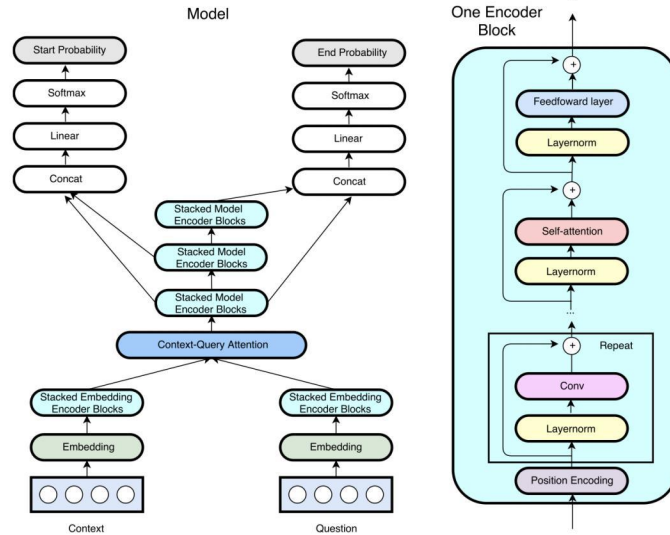 Model
One Encoder
Block
Start Probability
End Probability
Softmax
Softmax
Linear
Linear
Concat
Concat
Stacked Model
Encoder Blocks
Stacked Model
Encoder Blocks
Stacked Model
Encoder Blocks
Context-Query Attention
Stacked Embedding
Encoder Blocks
Stacked Embedding
Encoder Blocks
Embedding
Embedding
Context
Question
+
Feedfoward layer
Layernorm
+
Self-attention
Layernorm
...
+
Repeat
Conv
Layernorm
Position Encoding